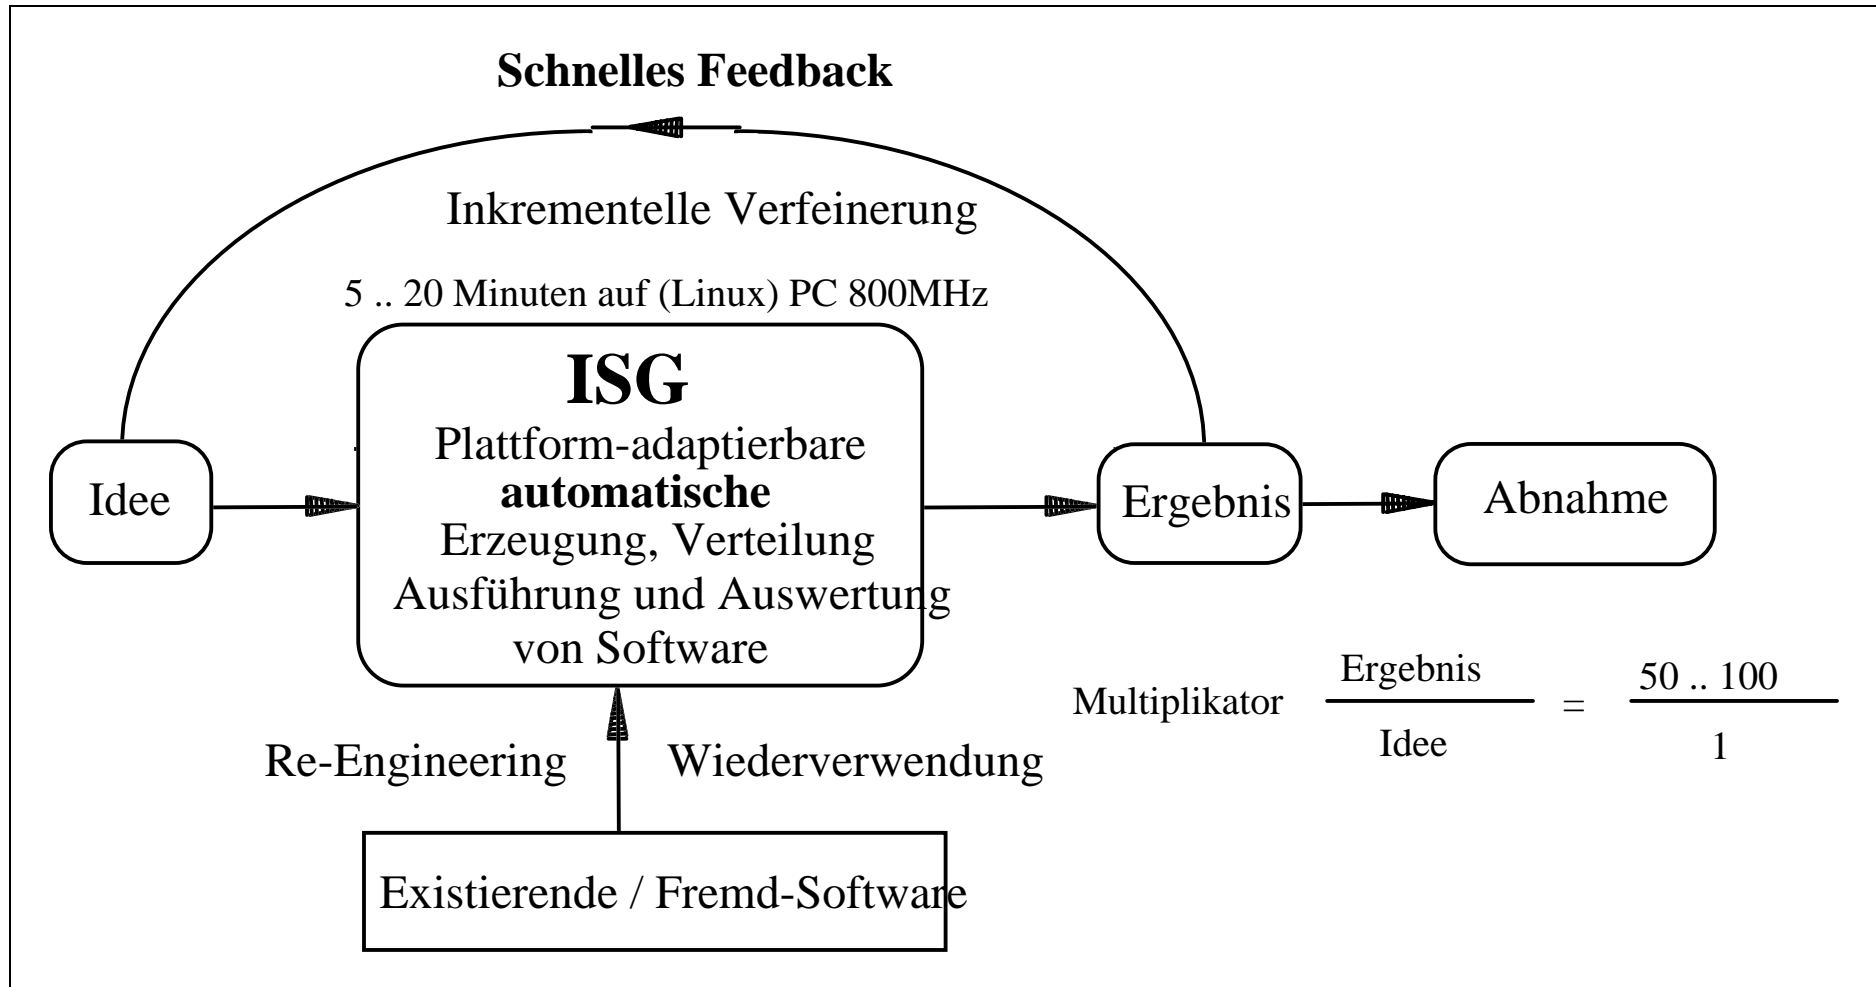 Schnelles Feedback
Inkrementelle Verfeinerung
5 .. 20 Minuten auf (Linux) PC 800MHz
ISG
Plattform-adaptierbare
automatische
Erzeugung, Verteilung
Ausführung und Auswertung
von Software
Idee
Ergebnis
Abnahme
Multiplikator
Ergebnis
Idee
=
50 .. 100
1
Re-Engineering
Wiederverwendung
Existierende / Fremd-Software